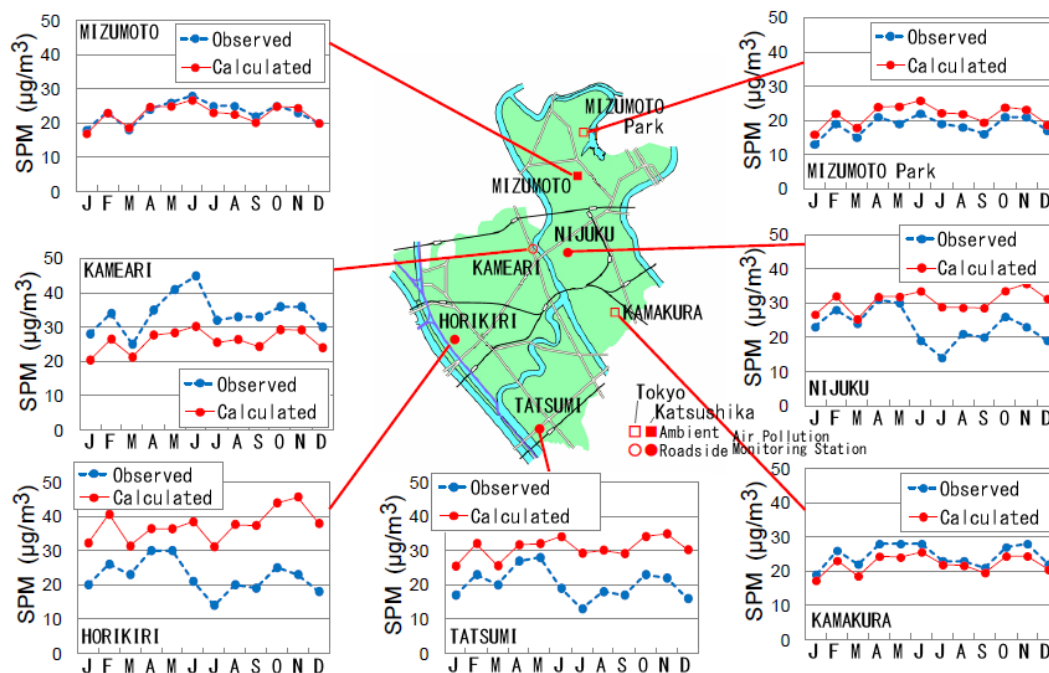 MIZUMOTO
Observed
Calculated
SPM (μg/m³)
50
40
30
20
10
0
J F M A M J J A S O N D
Observed
Calculated
SPM (μg/m³)
50
40
30
20
10
0
MIZUMOTO Park
J F M A M J J A S O N D
KAMEARI
Observed
Calculated
SPM (μg/m³)
50
40
30
20
10
0
J F M A M J J A S O N D
MIZUMOTO
Park
MIZUMOTO
NIJUKU
KAMEARI
HORIKIRI
KAMAKURA
TATSUMI
Tokyo
Katsushika
Ambient Air Pollution
Roadside Monitoring Station
Observed
Calculated
SPM (μg/m³)
50
40
30
20
10
0
NIJUKU
J F M A M J J A S O N D
Observed
Calculated
SPM (μg/m³)
50
40
30
20
10
0
HORIKIRI
J F M A M J J A S O N D
Observed
Calculated
SPM (μg/m³)
50
40
30
20
10
0
TATSUMI
J F M A M J J A S O N D
Observed
Calculated
SPM (μg/m³)
50
40
30
20
10
0
KAMAKURA
J F M A M J J A S O N D